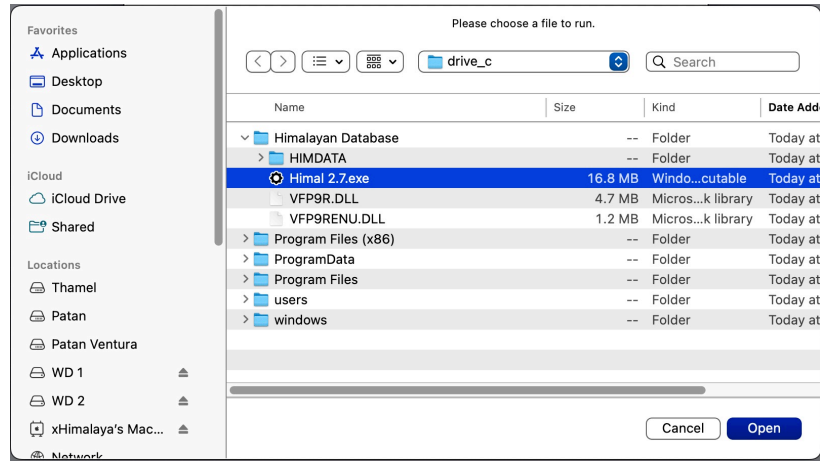 Please choose a file to run.
Favorites
Applications
Desktop
Documents
Downloads
iCloud
iCloud Drive
Shared
Locations
Thamel
Patan
Patan Ventura
WD 1
WD 2
xHimalaya's Mac...
Network
drive_c
Search
Name Size Kind Date Adde
Himalayan Database -- Folder Today at
HIMDATA -- Folder Today at
Himal 2.7.exe 16.8 MB Windo...cutable Today at
VFP9R.DLL 4.7 MB Micros...k library Today at
VFP9RENU.DLL 1.2 MB Micros...k library Today at
Program Files (x86) -- Folder Today at
ProgramData -- Folder Today at
Program Files -- Folder Today at
users -- Folder Today at
windows -- Folder Today at
Cancel Open